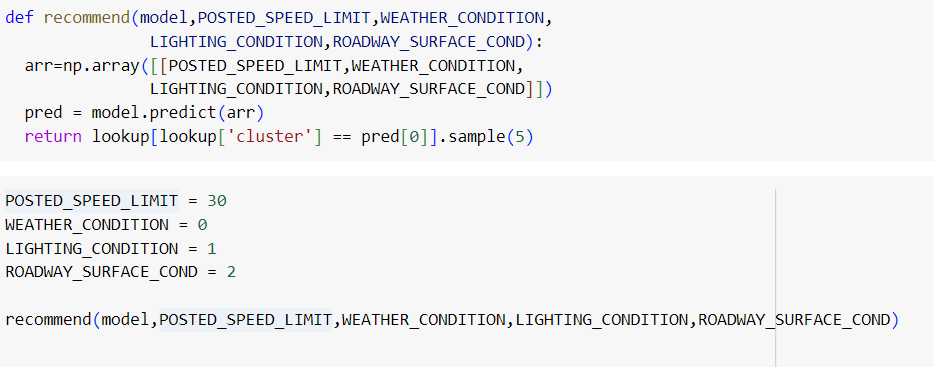 def recommend(model,POSTED_SPEED_LIMIT,WEATHER_CONDITION,
              LIGHTING_CONDITION,ROADWAY_SURFACE_COND):
  arr=np.array([[POSTED_SPEED_LIMIT,WEATHER_CONDITION,
              LIGHTING_CONDITION,ROADWAY_SURFACE_COND]])
  pred = model.predict(arr)
  return lookup[lookup['cluster'] == pred[0]].sample(5)
POSTED_SPEED_LIMIT = 30
WEATHER_CONDITION = 0
LIGHTING_CONDITION = 1
ROADWAY_SURFACE_COND = 2
recommend(model,POSTED_SPEED_LIMIT,WEATHER_CONDITION,LIGHTING_CONDITION,ROADWAY_SURFACE_COND)